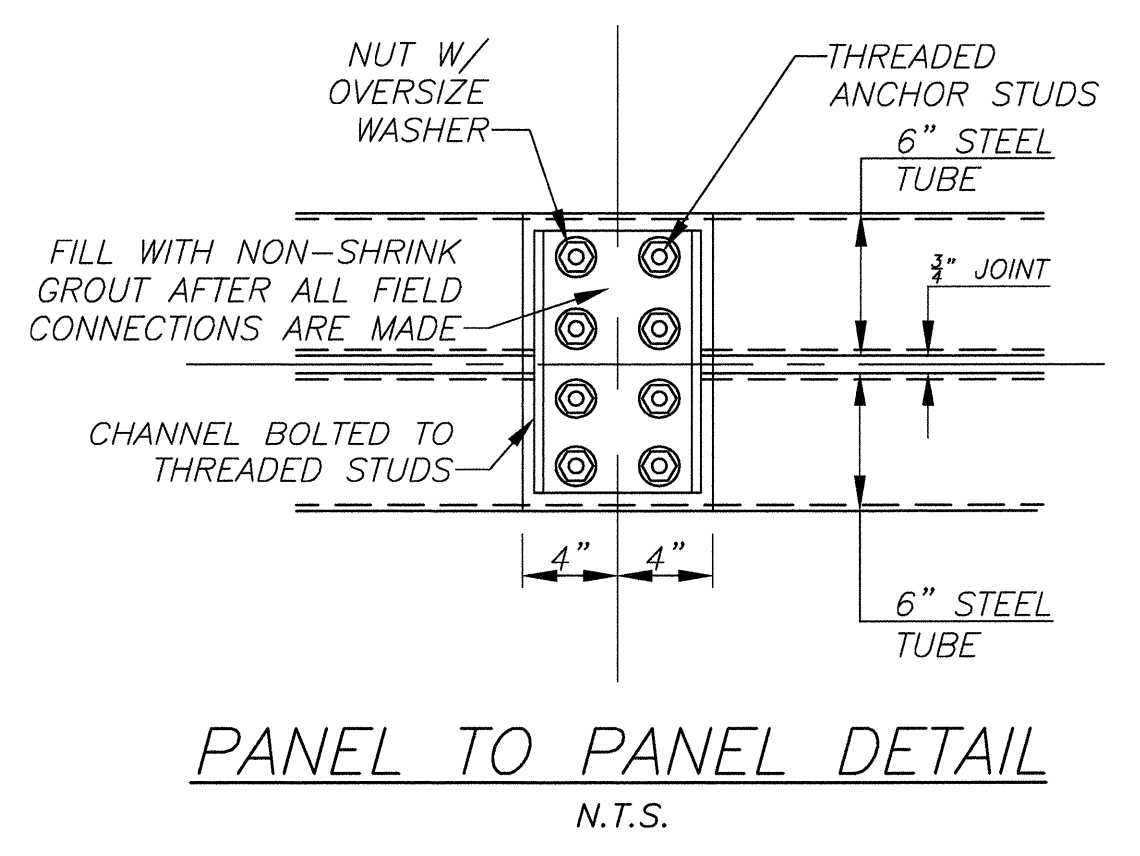 NUT W/
OVERSIZE
WASHER
THREADED
ANCHOR STUDS
6" STEEL
TUBE
FILL WITH NON-SHRINK
GROUT AFTER ALL FIELD
CONNECTIONS ARE MADE
3/4" JOINT
CHANNEL BOLTED TO
THREADED STUDS
4" 4"
6" STEEL
TUBE
PANEL TO PANEL DETAIL
N.T.S.